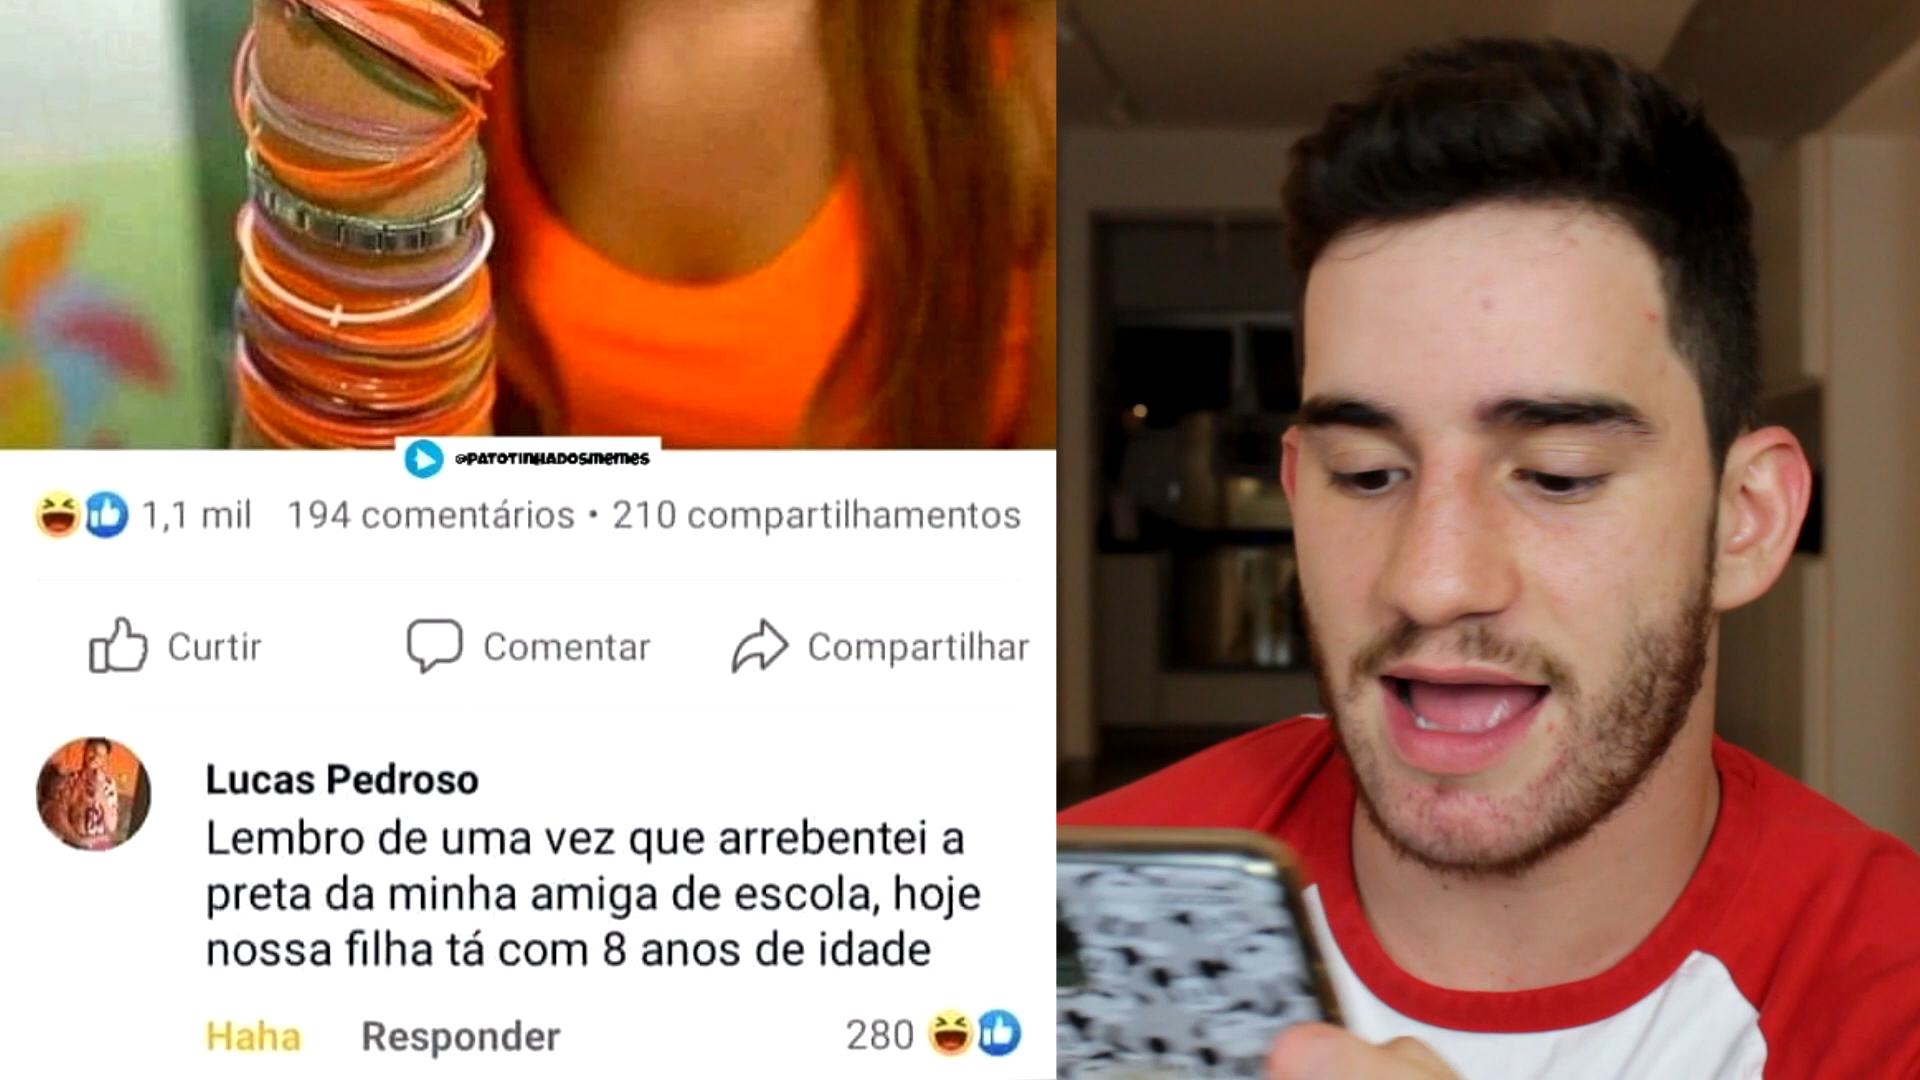 @PATOTINHADOSMEMES
1,1 mil 194 comentários • 210 compartilhamentos
Curtir Comentar Compartilhar
Lucas Pedroso
Lembro de uma vez que arrebentei a
preta da minha amiga de escola, hoje
nossa filha tá com 8 anos de idade
Haha Responder 280